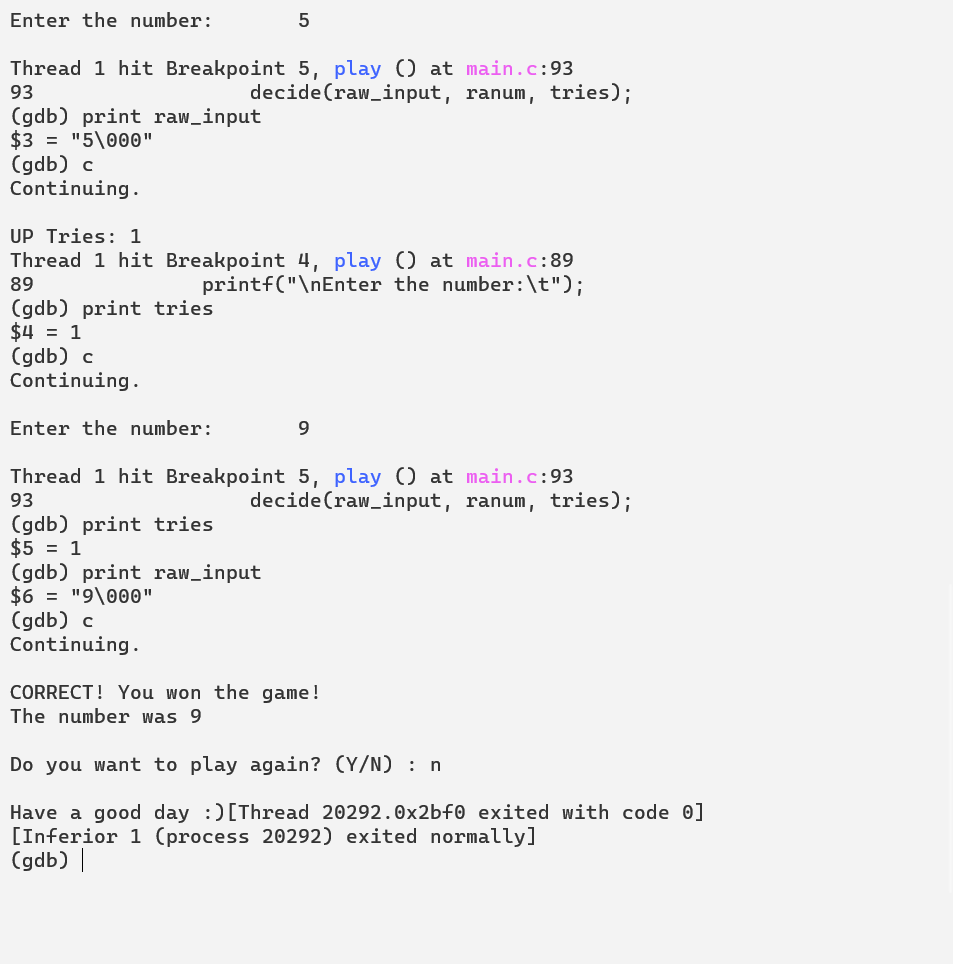 Enter the number:       5
Thread 1 hit Breakpoint 5, play () at main.c:93
93                  decide(raw_input, ranum, tries);
(gdb) print raw_input
$3 = "5\000"
(gdb) c
Continuing.
UP Tries: 1
Thread 1 hit Breakpoint 4, play () at main.c:89
89              printf("\nEnter the number:\t");
(gdb) print tries
$4 = 1
(gdb) c
Continuing.
Enter the number:       9
Thread 1 hit Breakpoint 5, play () at main.c:93
93                  decide(raw_input, ranum, tries);
(gdb) print tries
$5 = 1
(gdb) print raw_input
$6 = "9\000"
(gdb) c
Continuing.
CORRECT! You won the game!
The number was 9
Do you want to play again? (Y/N) : n
Have a good day :)[Thread 20292.0x2bf0 exited with code 0]
[Inferior 1 (process 20292) exited normally]
(gdb)